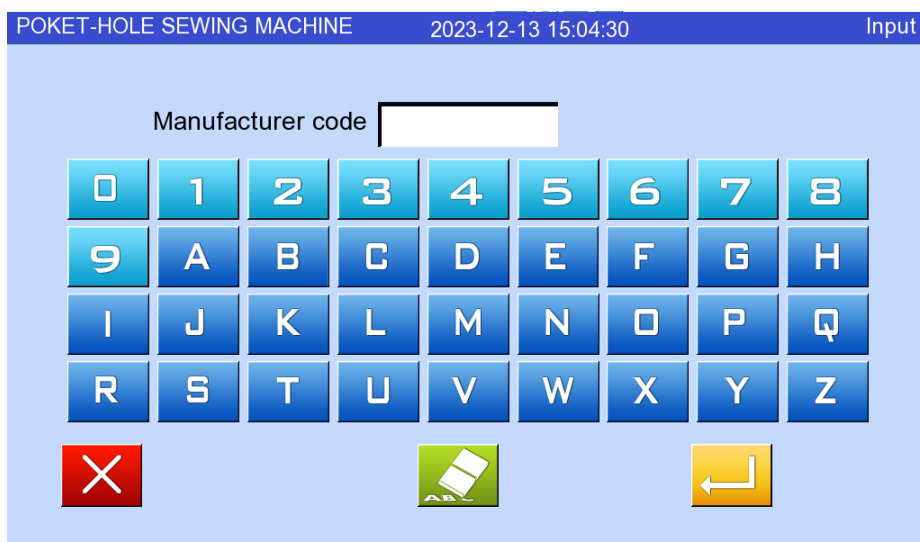 POKET-HOLE SEWING MACHINE 2023-12-13 15:04:30 Input
Manufacturer code
0 1 2 3 4 5 6 7 8
9 A B C D E F G H
I J K L M N O P Q
R S T U V W X Y Z
ABC